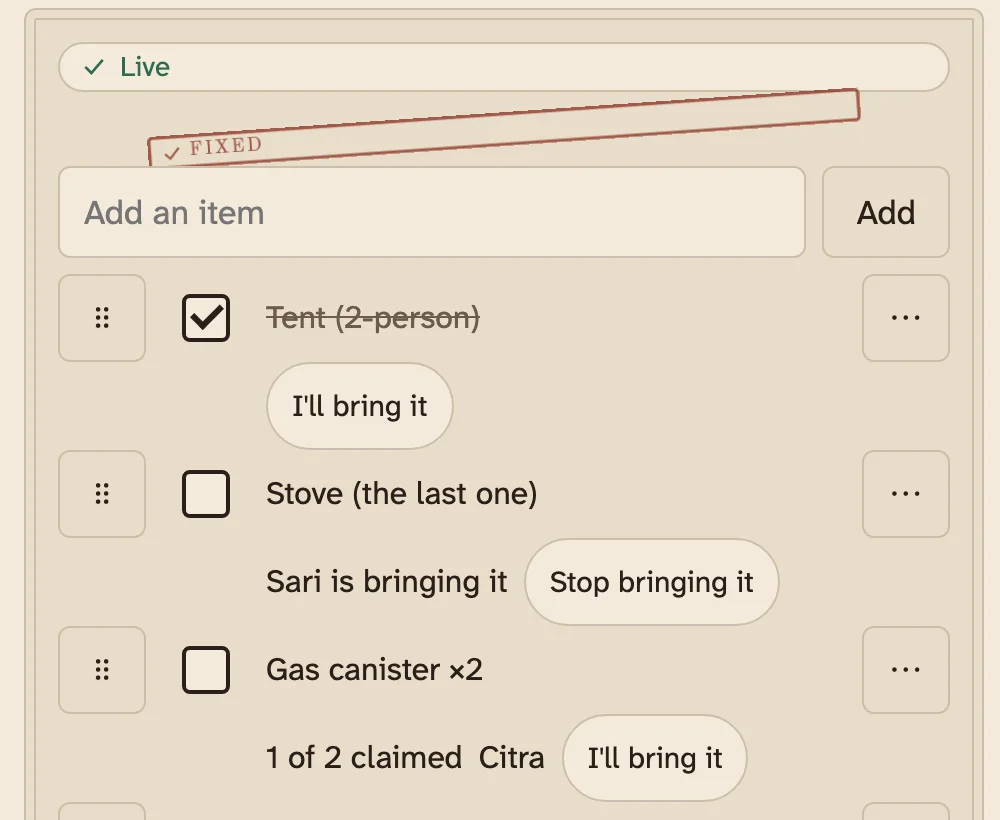 Live
FIXED
Add an item
Add
Tent (2-person)
I'll bring it
Stove (the last one)
Sari is bringing it Stop bringing it
Gas canister ×2
1 of 2 claimed Citra I'll bring it